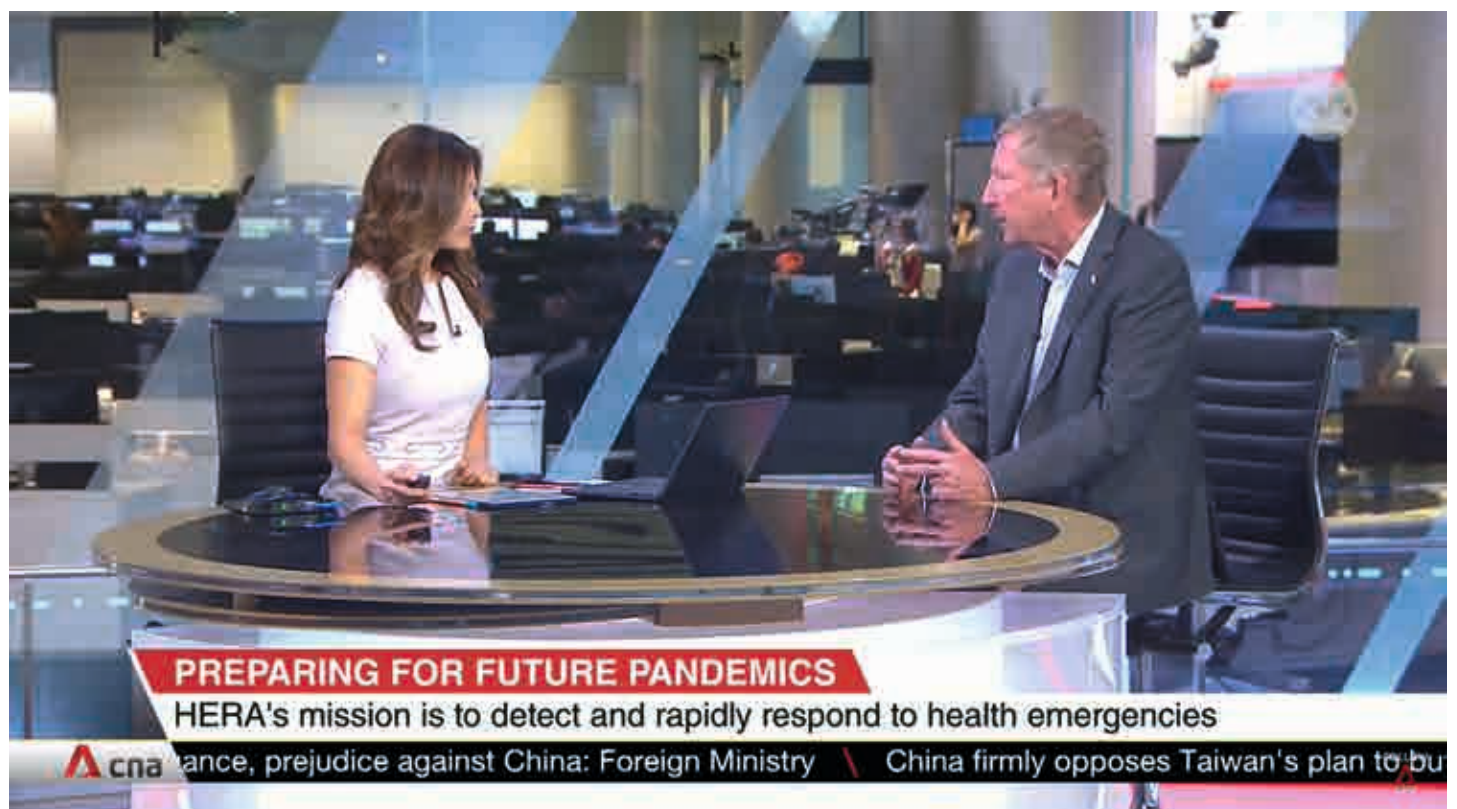 PREPARING FOR FUTURE PANDEMICS
HERA's mission is to detect and rapidly respond to health emergencies
cna
ance, prejudice against China: Foreign Ministry \ China firmly opposes Taiwan's plan to bu